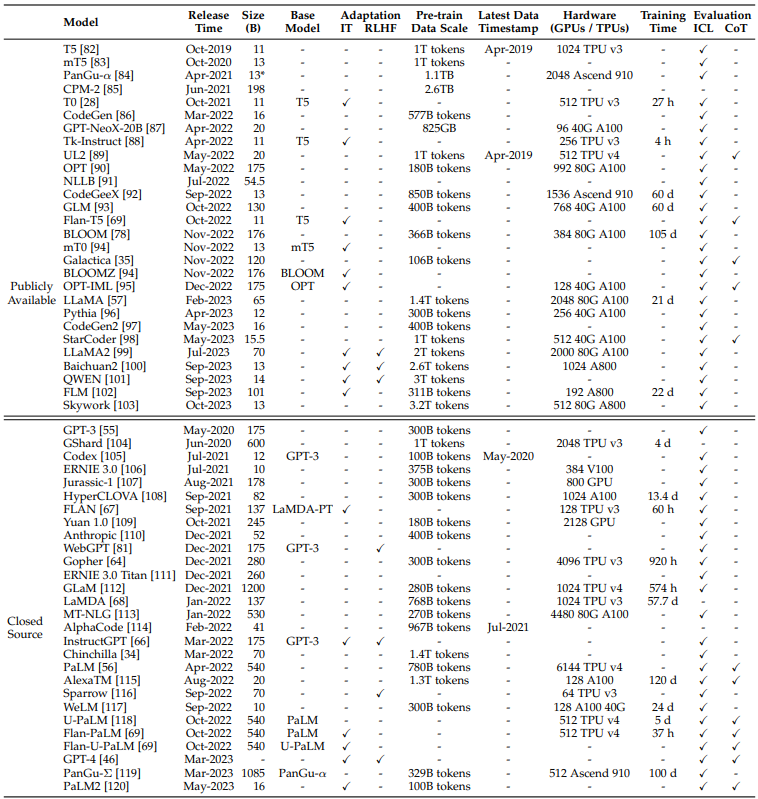 Model Release Time Size (B) Base Model Adaptation IT RLHF Pre-train Data Scale Latest Data Timestamp Hardware (GPUs / TPUs) Training Time Evaluation ICL CoT
Publicly Available
T5 [82] Oct-2019 11 - - - 1T tokens Apr-2019 1024 TPU v3 - ✓ -
mT5 [83] Oct-2020 13 - - - 1T tokens - - - ✓ -
PanGu-α [84] Apr-2021 13* - - - 1.1TB - 2048 Ascend 910 - ✓ -
CPM-2 [85] Jun-2021 198 - - - 2.6TB - - - - -
T0 [28] Oct-2021 11 T5 ✓ - - - 512 TPU v3 27 h ✓ -
CodeGen [86] Mar-2022 16 - - - 577B tokens - - - ✓ -
GPT-NeoX-20B [87] Apr-2022 20 - - - 825GB - 96 40G A100 - ✓ -
Tk-Instruct [88] Apr-2022 11 T5 ✓ - - - 256 TPU v3 4 h ✓ -
UL2 [89] May-2022 20 - - - 1T tokens Apr-2019 512 TPU v4 - ✓ ✓
OPT [90] May-2022 175 - - - 180B tokens - 992 80G A100 - ✓ -
NLLB [91] Jul-2022 54.5 - - - - - - - ✓ -
CodeGeeX [92] Sep-2022 13 - - - 850B tokens - 1536 Ascend 910 60 d ✓ -
GLM [93] Oct-2022 130 - - - 400B tokens - 768 40G A100 60 d ✓ -
Flan-T5 [69] Oct-2022 11 T5 ✓ - - - - - ✓ ✓
BLOOM [78] Nov-2022 176 - - - 366B tokens - 384 80G A100 105 d ✓ -
mT0 [94] Nov-2022 13 mT5 ✓ - - - - - ✓ -
Galactica [35] Nov-2022 120 - - - 106B tokens - - - ✓ ✓
BLOOMZ [94] Nov-2022 176 BLOOM ✓ - - - - - ✓ -
OPT-IML [95] Dec-2022 175 OPT ✓ - - - 128 40G A100 - ✓ ✓
LLaMA [57] Feb-2023 65 - - - 1.4T tokens - 2048 80G A100 21 d ✓ -
Pythia [96] Apr-2023 12 - - - 300B tokens - 256 40G A100 - ✓ -
CodeGen2 [97] May-2023 16 - - - 400B tokens - - - ✓ -
StarCoder [98] May-2023 15.5 - - - 1T tokens - 512 40G A100 - ✓ ✓
LLaMA2 [99] Jul-2023 70 - ✓ ✓ 2T tokens - 2000 80G A100 - ✓ -
Baichuan2 [100] Sep-2023 13 - ✓ ✓ 2.6T tokens - 1024 A800 - ✓ -
QWEN [101] Sep-2023 14 - ✓ ✓ 3T tokens - - - ✓ -
FLM [102] Sep-2023 101 - ✓ - 311B tokens - 192 A800 22 d ✓ -
Skywork [103] Oct-2023 13 - - - 3.2T tokens - 512 80G A800 - ✓ -
Closed Source
GPT-3 [55] May-2020 175 - - - 300B tokens - - - ✓ -
GShard [104] Jun-2020 600 - - - 1T tokens - 2048 TPU v3 4 d - -
Codex [105] Jul-2021 12 GPT-3 - - 100B tokens May-2020 - - ✓ -
ERNIE 3.0 [106] Jul-2021 10 - - - 375B tokens - 384 V100 - ✓ -
Jurassic-1 [107] Aug-2021 178 - - - 300B tokens - 800 GPU - ✓ -
HyperCLOVA [108] Sep-2021 82 - - - 300B tokens - 1024 A100 13.4 d ✓ -
FLAN [67] Sep-2021 137 LaMDA-PT ✓ - - - 128 TPU v3 60 h ✓ -
Yuan 1.0 [109] Oct-2021 245 - - - 180B tokens - 2128 GPU - ✓ -
Anthropic [110] Dec-2021 52 - - - 400B tokens - - - ✓ -
WebGPT [81] Dec-2021 175 GPT-3 - ✓ - - - - ✓ -
Gopher [64] Dec-2021 280 - - - 300B tokens - 4096 TPU v3 920 h ✓ -
ERNIE 3.0 Titan [111] Dec-2021 260 - - - - - - - ✓ -
GLaM [112] Dec-2021 1200 - - - 280B tokens - 1024 TPU v4 574 h ✓ -
LaMDA [68] Jan-2022 137 - - - 768B tokens - 1024 TPU v3 57.7 d - -
MT-NLG [113] Jan-2022 530 - - - 270B tokens - 4480 80G A100 - ✓ -
AlphaCode [114] Feb-2022 41 - - - 967B tokens Jul-2021 - - - -
InstructGPT [66] Mar-2022 175 GPT-3 ✓ ✓ - - - - ✓ -
Chinchilla [34] Mar-2022 70 - - - 1.4T tokens - - - ✓ -
PaLM [56] Apr-2022 540 - - - 780B tokens - 6144 TPU v4 - ✓ ✓
AlexaTM [115] Aug-2022 20 - - - 1.3T tokens - 128 A100 120 d ✓ ✓
Sparrow [116] Sep-2022 70 - - ✓ - - 64 TPU v3 - ✓ -
WeLM [117] Sep-2022 10 - - - 300B tokens - 128 A100 40G 24 d ✓ -
U-PaLM [118] Oct-2022 540 PaLM - - - - 512 TPU v4 5 d ✓ ✓
Flan-PaLM [69] Oct-2022 540 PaLM ✓ - - - 512 TPU v4 37 h ✓ ✓
Flan-U-PaLM [69] Oct-2022 540 U-PaLM ✓ - - - - - ✓ ✓
GPT-4 [46] Mar-2023 - - ✓ ✓ - - - - ✓ ✓
PanGu-Σ [119] Mar-2023 1085 PanGu-α - - 329B tokens - 512 Ascend 910 100 d ✓ -
PaLM2 [120] May-2023 16 - ✓ - 100B tokens - - - ✓ ✓